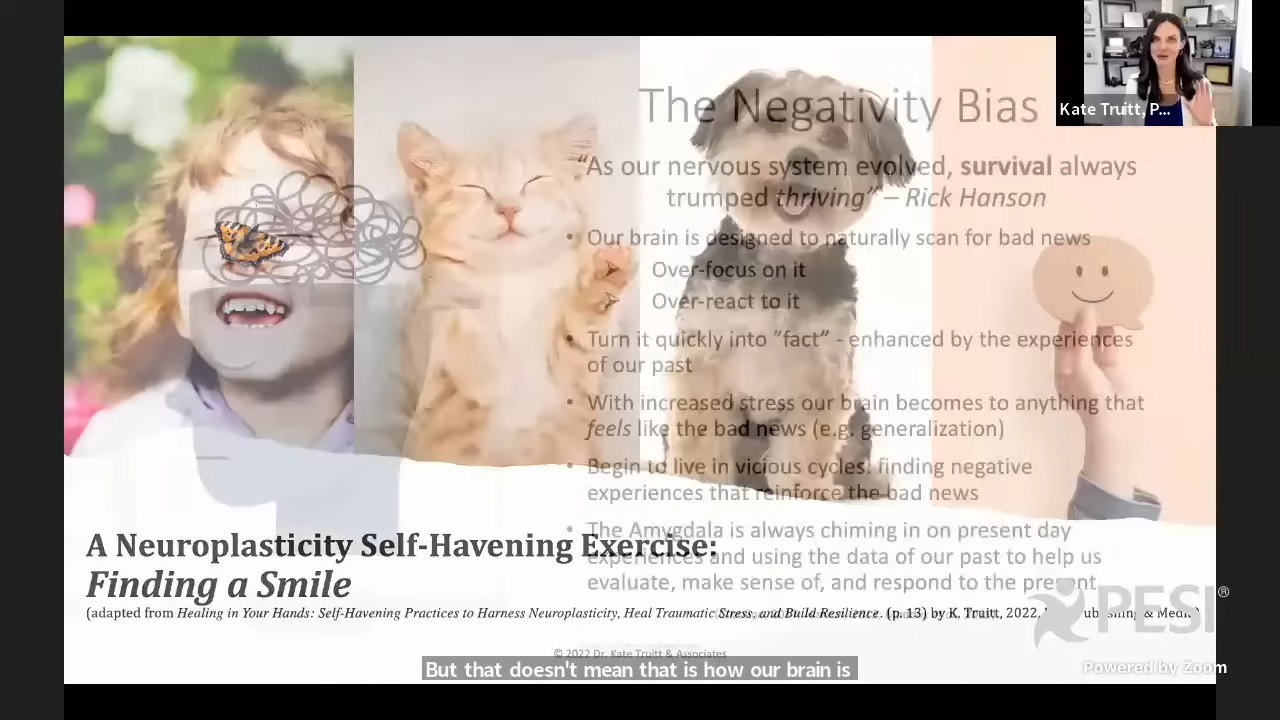 Kate Truitt, P...
The Negativity Bias
“As our nervous system evolved, survival always
trumped thriving” – Rick Hanson
• Our brain is designed to naturally scan for bad news
Over-focus on it
➢ Over-react to it
• Turn it quickly into ”fact” - enhanced by the experiences
of our past
• With increased stress our brain becomes to anything that
feels like the bad news (e.g. generalization)
• Begin to live in vicious cycles: finding negative
experiences that reinforce the bad news
• The Amygdala is always chiming in on present day
experiences and using the data of our past to help us
evaluate, make sense of, and respond to the present
A Neuroplasticity Self-Havening Exercise:
Finding a Smile
(adapted from Healing in Your Hands: Self-Havening Practices to Harness Neuroplasticity, Heal Traumatic Stress, and Build Resilience. (p. 13) by K. Truitt, 2022, & Media)
PESI®
© 2022 Dr. Kate Truitt & Associates
But that doesn't mean that is how our brain is
Powered by Zoom